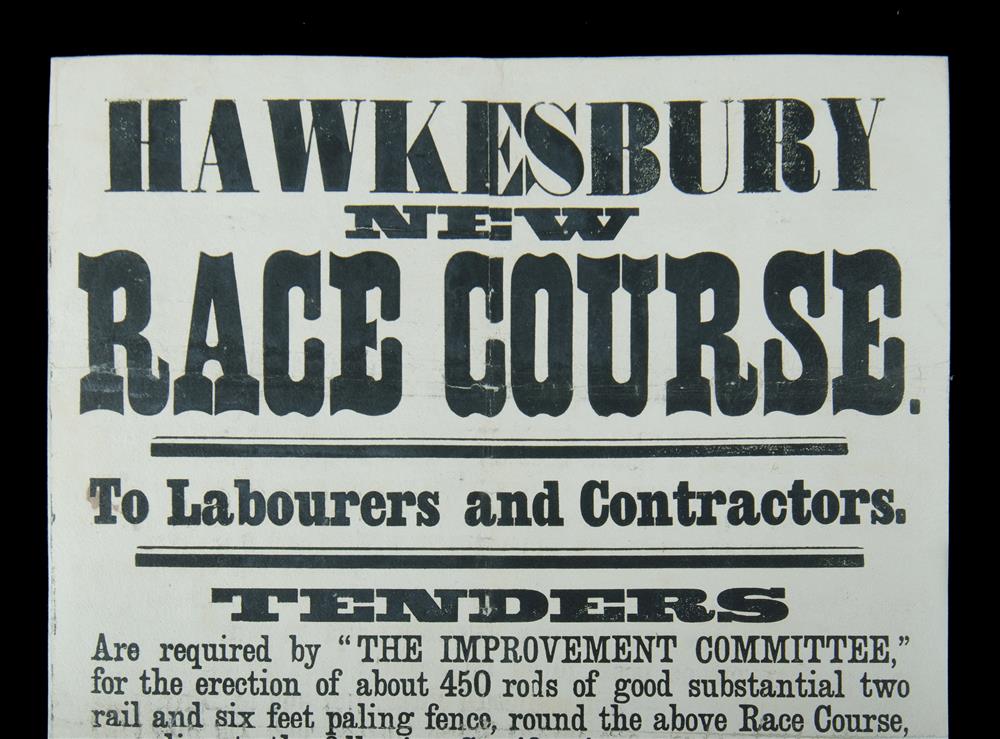 HAWKESBURY
NEW
RACE COURSE.
To Labourers and Contractors.
TENDERS
Are required by "THE IMPROVEMENT COMMITTEE,"
for the erection of about 450 rods of good substantial two
rail and six feet paling fence, round the above Race Course,